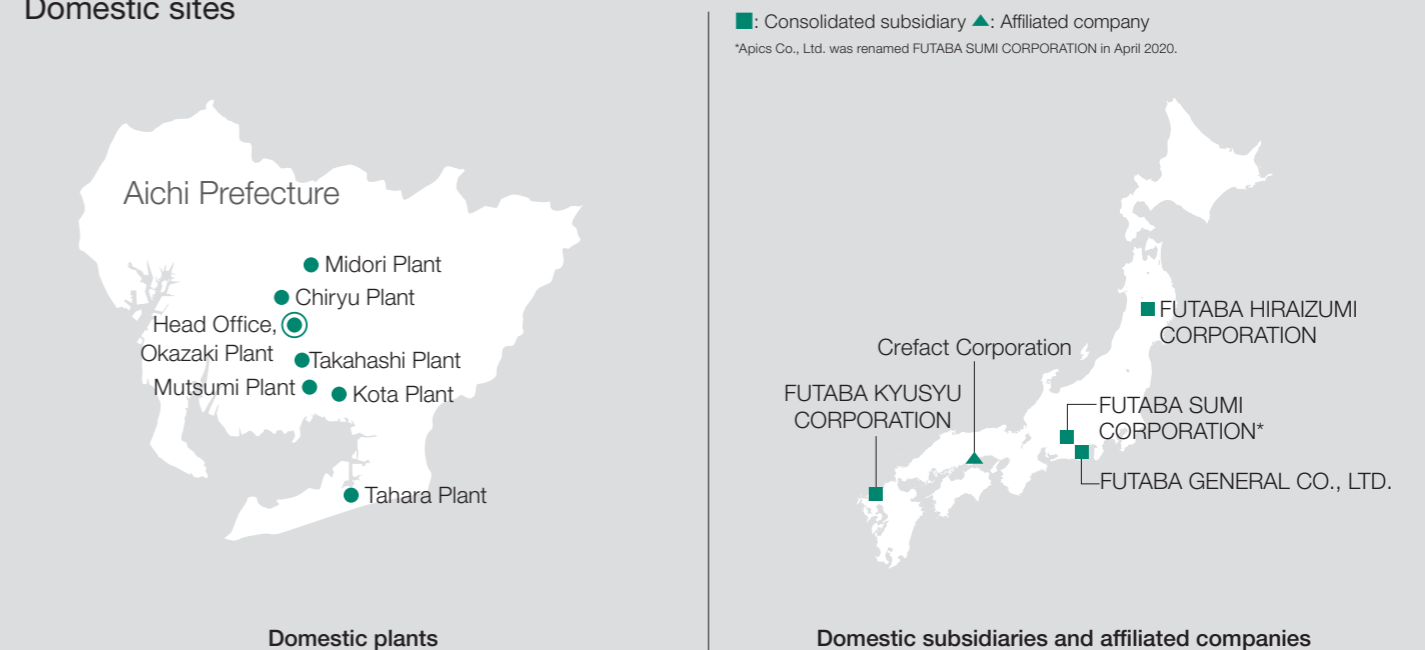 Domestic sites
Aichi Prefecture
Midori Plant
Chiryu Plant
Head Office,
Okazaki Plant
Takahashi Plant
Mutsumi Plant
Kota Plant
Tahara Plant
Domestic plants
■: Consolidated subsidiary ▲: Affiliated company
*Apics Co., Ltd. was renamed FUTABA SUMI CORPORATION in April 2020.
FUTABA HIRAIZUMI
CORPORATION
Crefact Corporation
FUTABA KYUSYU
CORPORATION
FUTABA SUMI
CORPORATION*
FUTABA GENERAL CO., LTD.
Domestic subsidiaries and affiliated companies